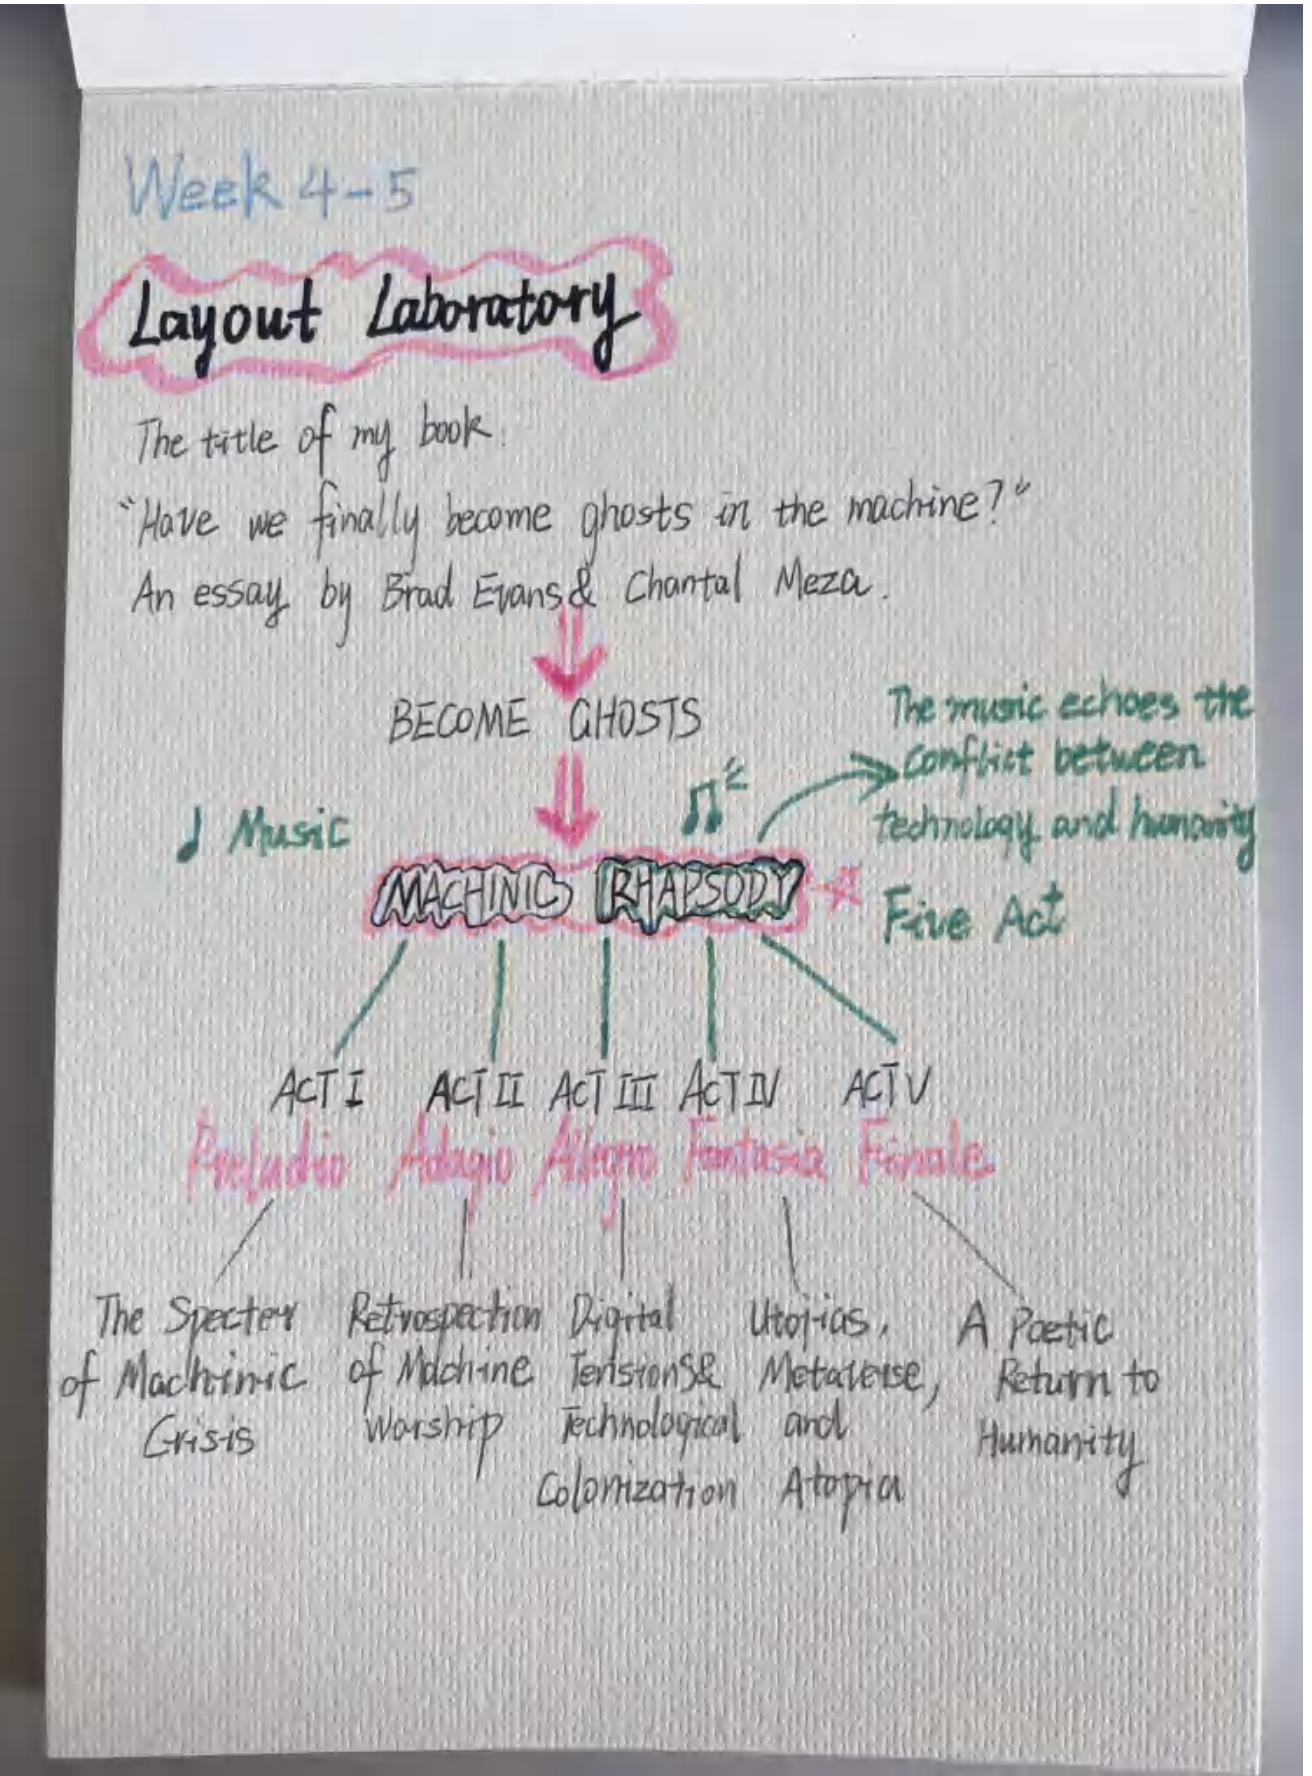 Week 4-5
Layout Laboratory
The title of my book:
"Have we finally become ghosts in the machine?"
An essay by Brad Evans & Chantal Meza.
BECOME GHOSTS
The music echoes the
conflict between
technology and humanity
♩ Music
MACHINIC RHAPSODY
Five Act
ACT I ACT II ACT III ACT IV ACT V
Preludio Adagio Allegro Fantasia Finale
The Specter
of Machinic
Crisis
Retrospection
of Machine
Worship
Digital
Tensions&
Technological
Colonization
Utojias,
Metaverse,
and
Atopia
A Poetic
Return to
Humanity